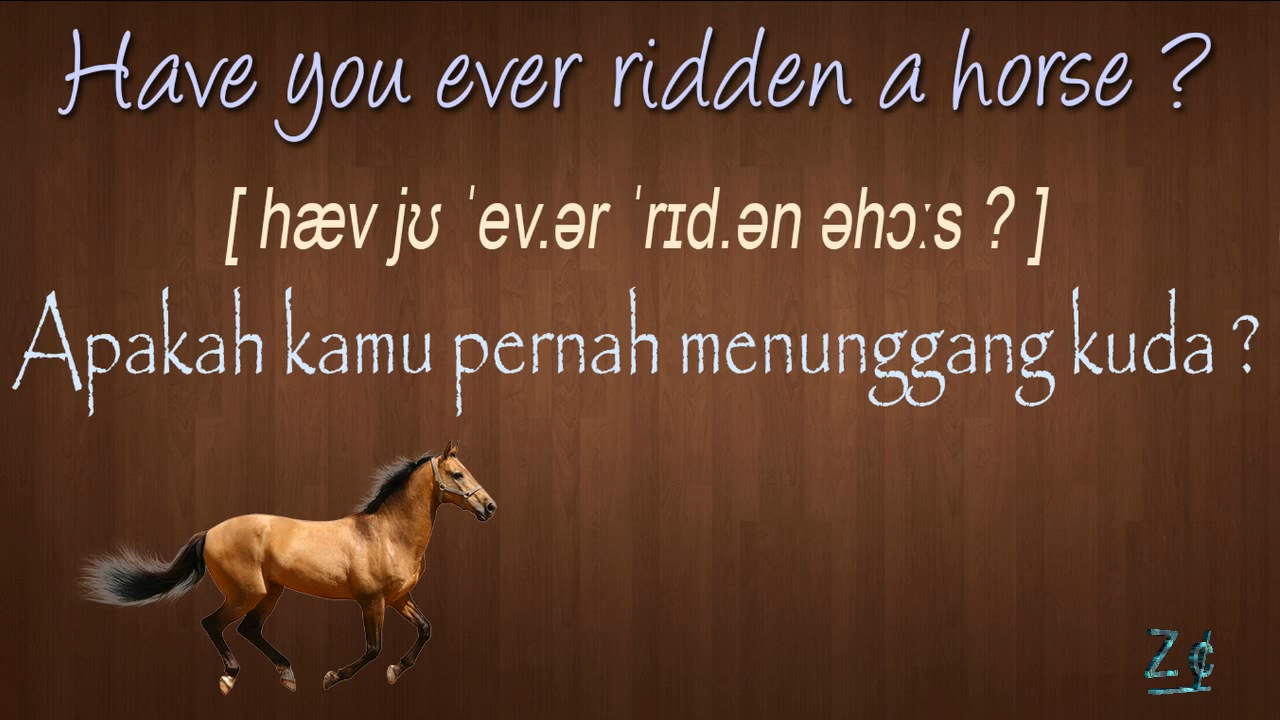 Have you ever ridden a horse ?
[ hæv jʊ ˈev.ər ˈrɪd.ən əhɔːs ? ]
Apakah kamu pernah menunggang kuda ?
Z¢